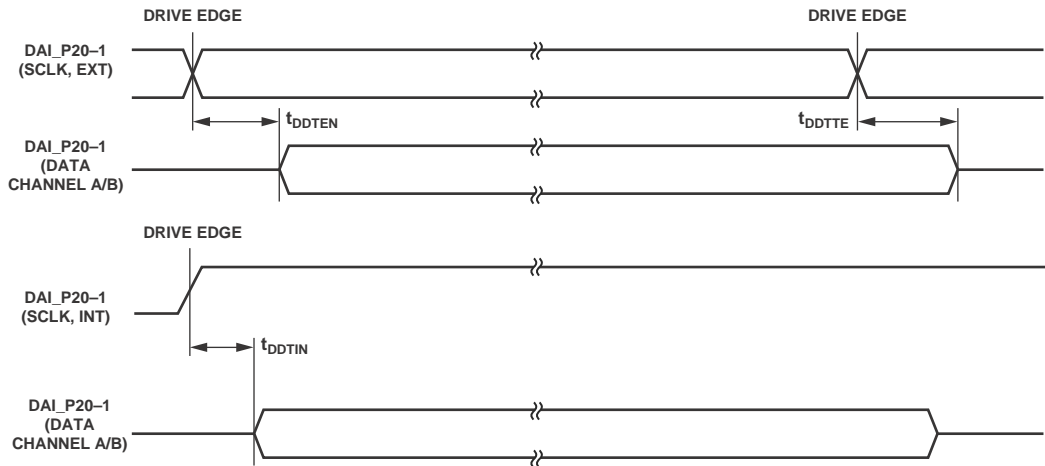 DRIVE EDGE
DRIVE EDGE
DAI_P20–1
(SCLK, EXT)
tDDTEN
tDDTTE
DAI_P20–1
(DATA
CHANNEL A/B)
DRIVE EDGE
DAI_P20–1
(SCLK, INT)
tDDTIN
DAI_P20–1
(DATA
CHANNEL A/B)